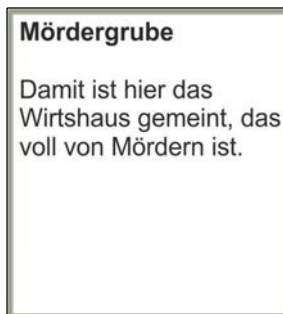 Mördergrube
Damit ist hier das
Wirtshaus gemeint, das
voll von Mördern ist.